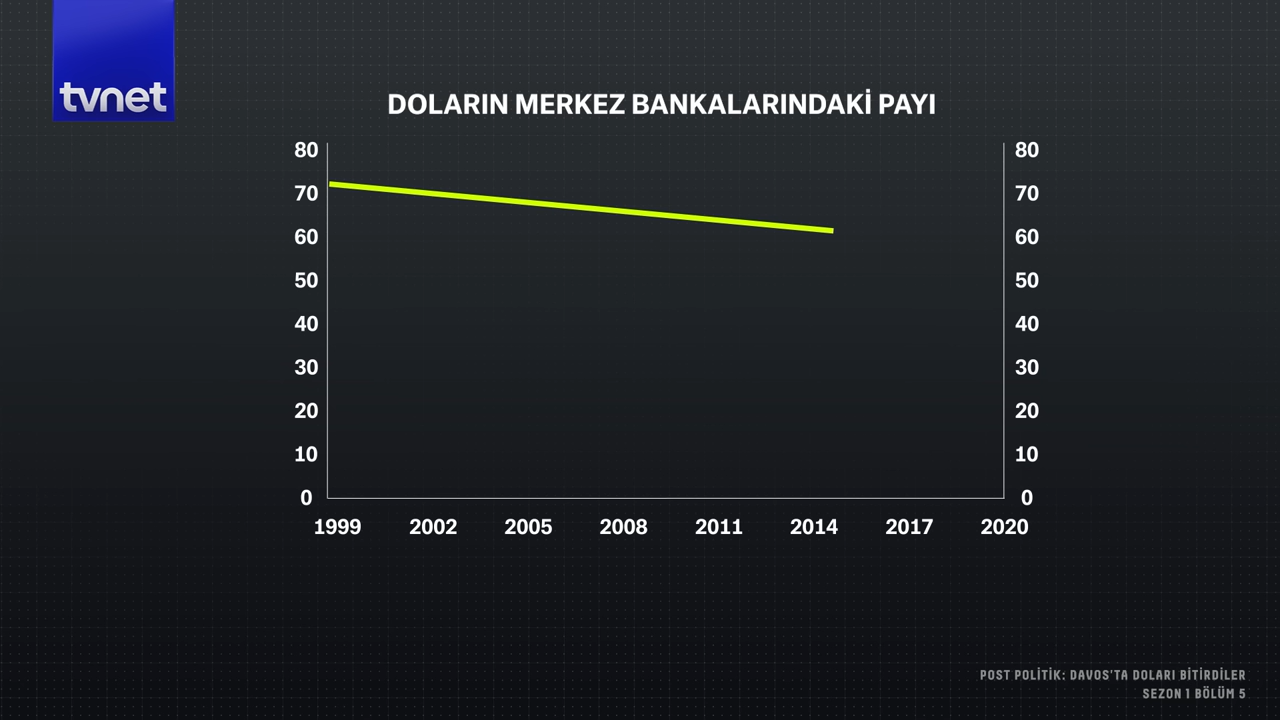 tvnet
DOLARIN MERKEZ BANKALARINDAKİ PAYI
80 80
70 70
60 60
50 50
40 40
30 30
20 20
10 10
0 0
1999 2002 2005 2008 2011 2014 2017 2020
POST POLİTİK: DAVOS'TA DOLARI BİTİRDİLER
SEZON 1 BÖLÜM 5